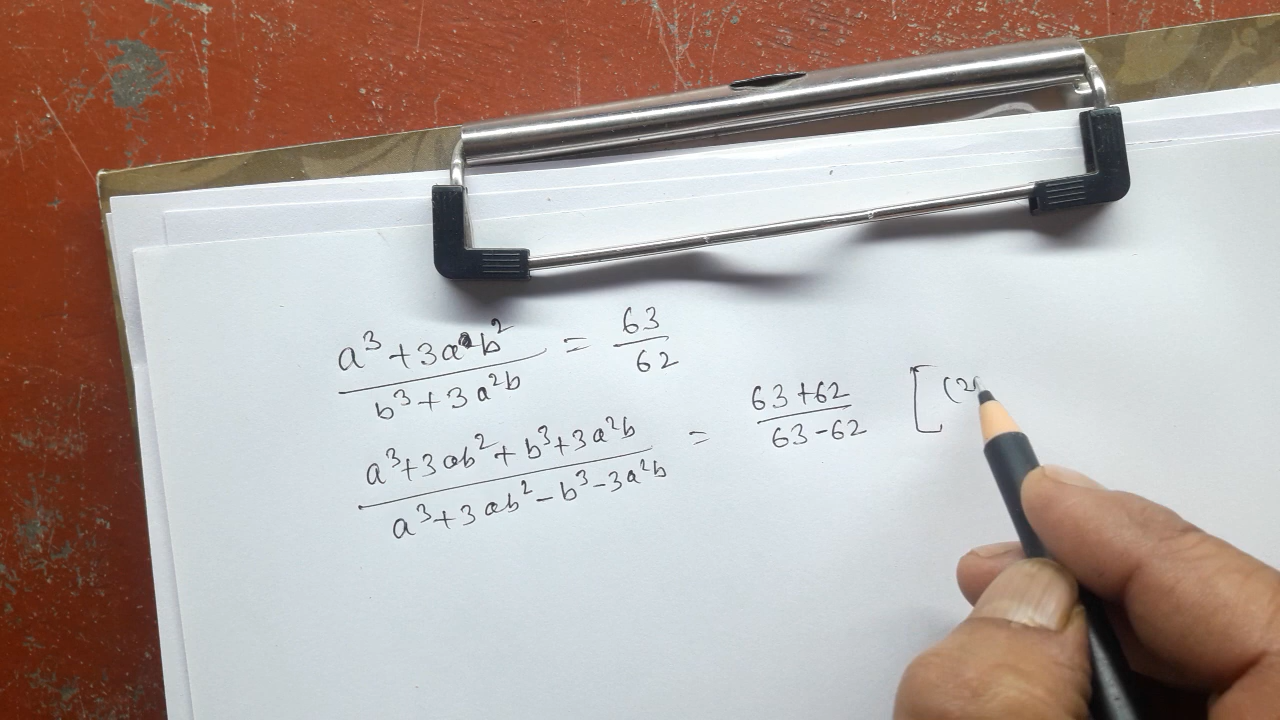 a³ + 3ab² / b³ + 3a²b = 63 / 62
a³ + 3ab² + b³ + 3a²b / a³ + 3ab² - b³ - 3a²b = 63 + 62 / 63 - 62 [ (